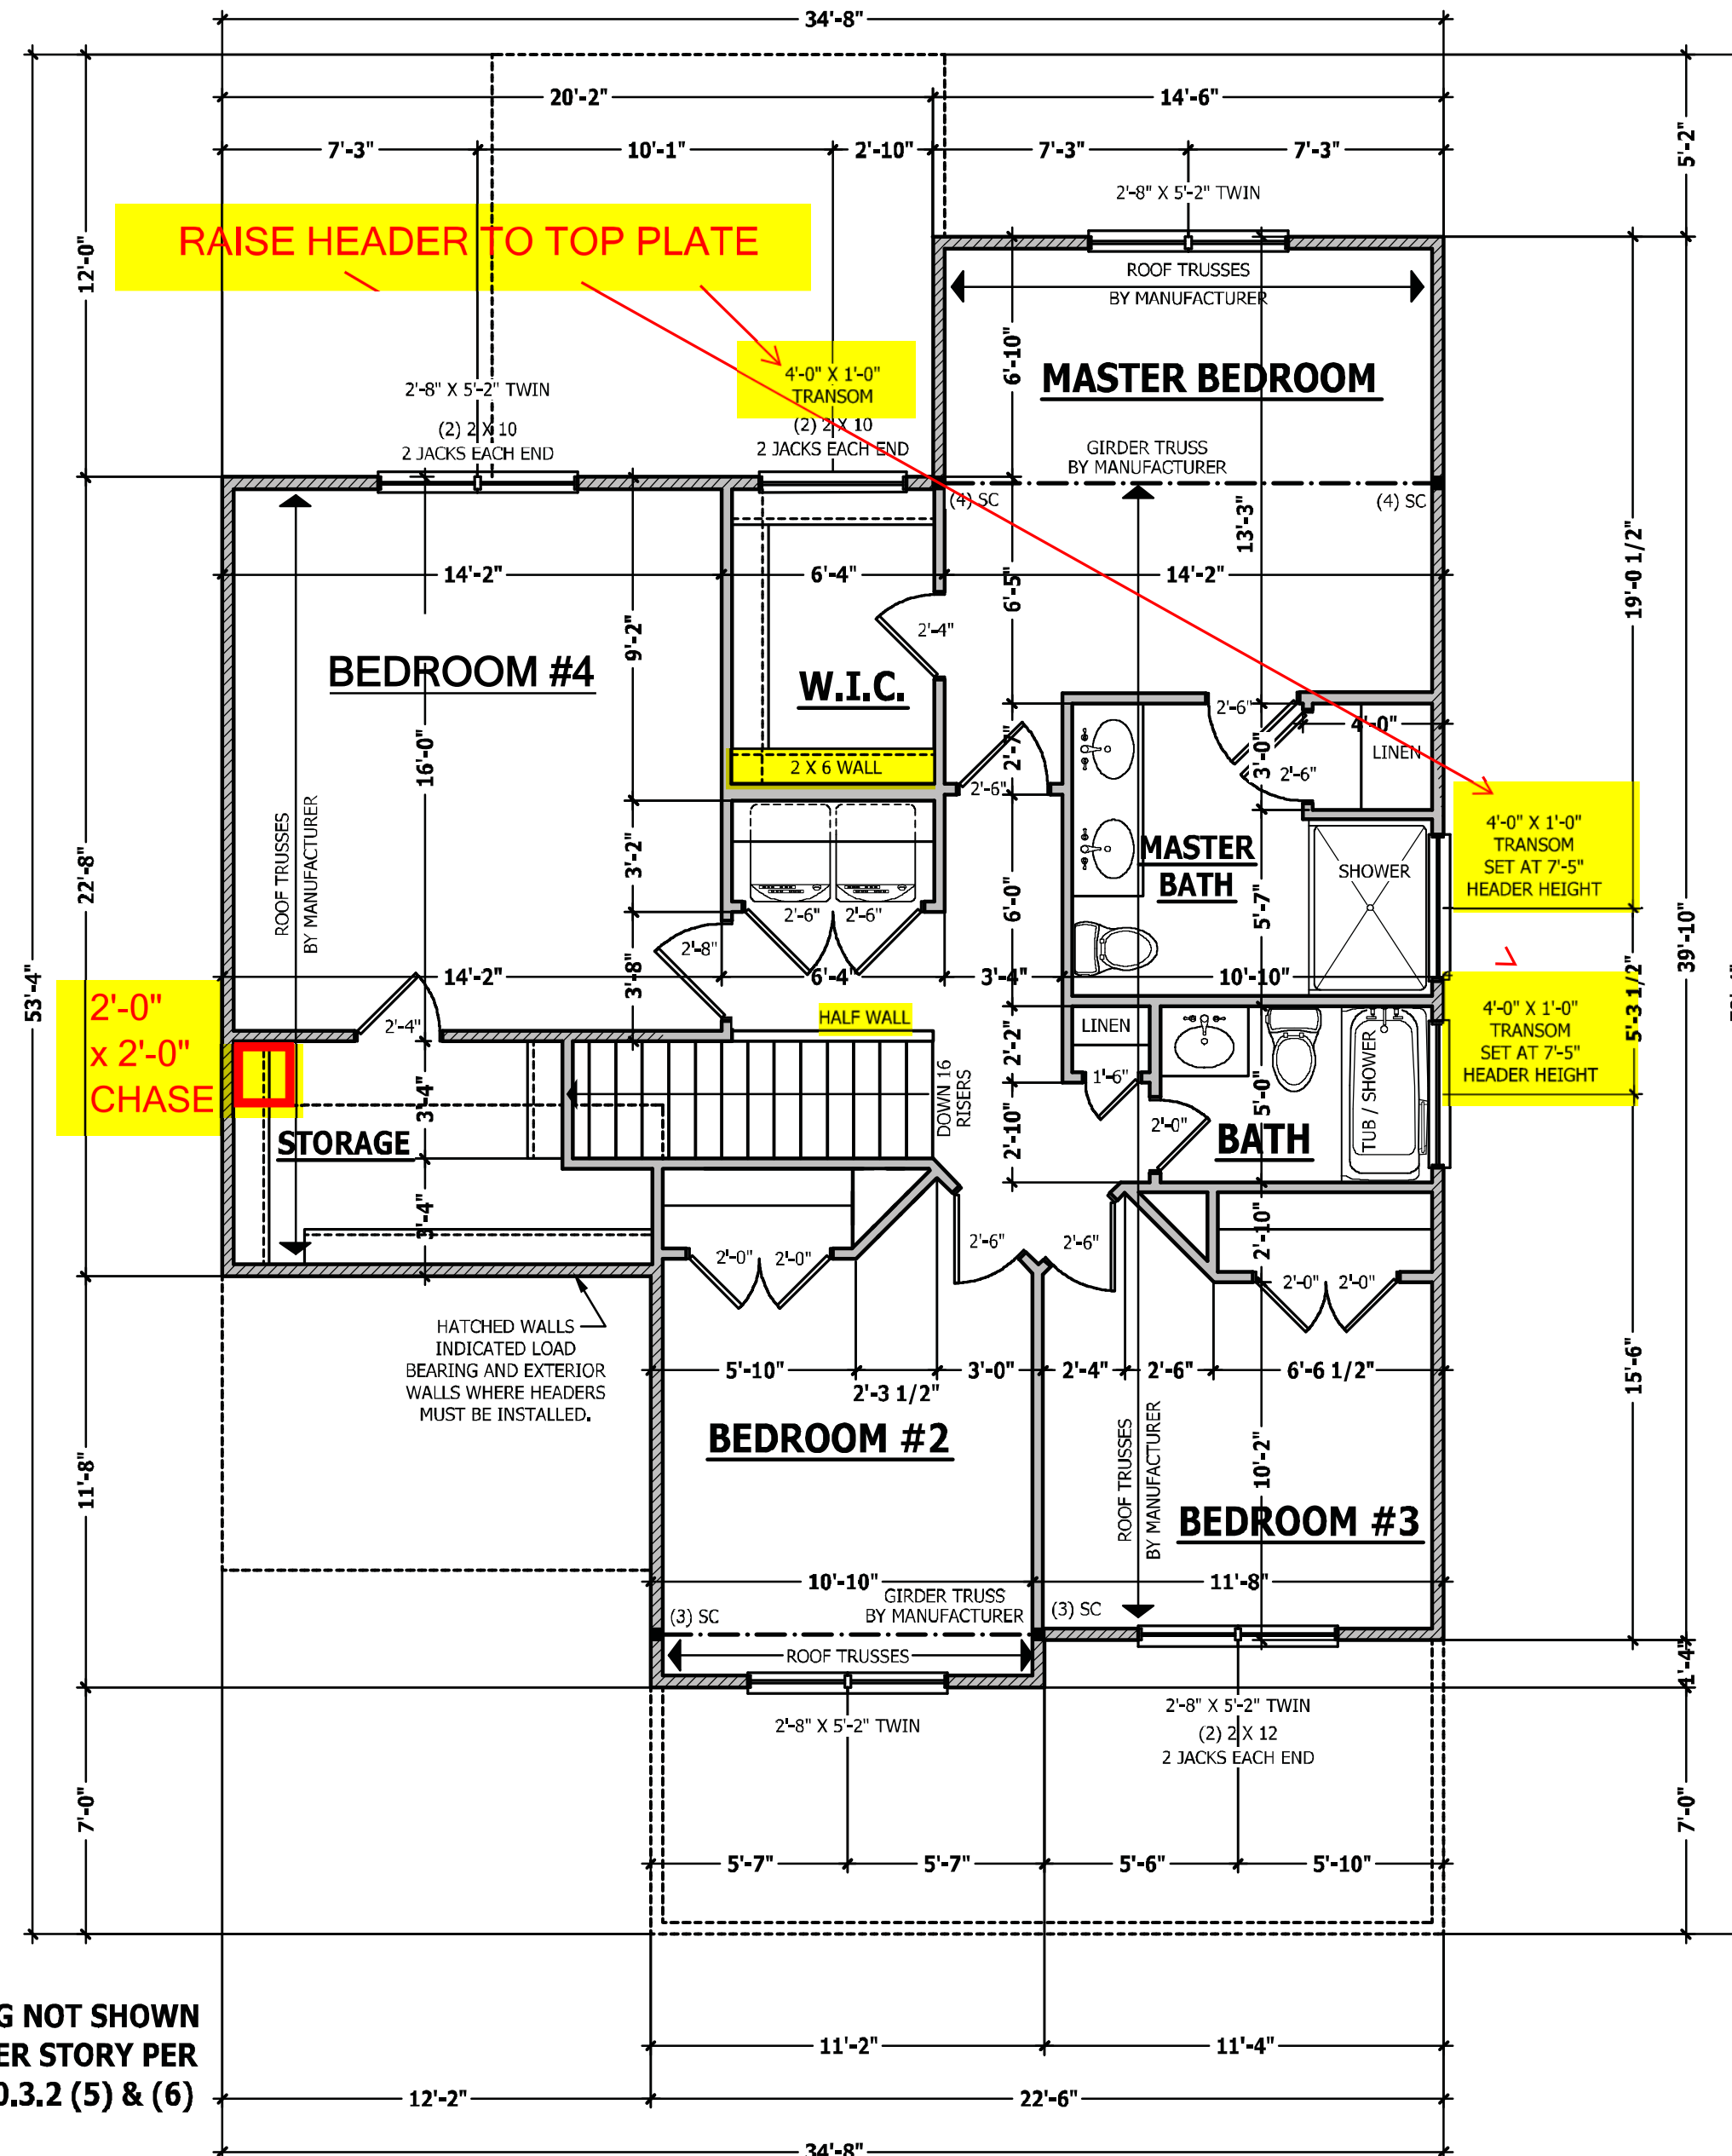 34'-8"
20'-2"
14'-6"
7'-3"
10'-1"
2'-10"
7'-3"
7'-3"
5'-2"
2'-8" X 5'-2" TWIN
RAISE HEADER TO TOP PLATE
12'-0"
ROOF TRUSSES
BY MANUFACTURER
4'-0" X 1'-0"
TRANSOM
(2) 2 X 10
2 JACKS EACH END
2'-8" X 5'-2" TWIN
(2) 2 X 10
2 JACKS EACH END
6'-10"
MASTER BEDROOM
GIRDER TRUSS
BY MANUFACTURER
(4) SC
(4) SC
13'-3"
19'-0 1/2"
14'-2"
6'-4"
14'-2"
6'-5"
9'-2"
2'-4"
BEDROOM #4
W.I.C.
16'-0"
2 X 6 WALL
2'-6"
2'-7"
2'-6"
3'-0"
4'-0"
LINEN
2'-6"
ROOF TRUSSES
BY MANUFACTURER
22'-8"
3'-2"
MASTER
BATH
SHOWER
4'-0" X 1'-0"
TRANSOM
SET AT 7'-5"
HEADER HEIGHT
2'-6"
2'-6"
6'-0"
5'-7"
39'-10"
2'-8"
53'-4"
14'-2"
3'-8"
6'-4"
3'-4"
10'-10"
5'-3 1/2"
2'-0"
x 2'-0"
CHASE
2'-4"
HALF WALL
LINEN
4'-0" X 1'-0"
TRANSOM
SET AT 7'-5"
HEADER HEIGHT
2'-2"
1'-6"
3'-4"
DOWN 16
RISERS
5'-0"
TUB / SHOWER
STORAGE
2'-10"
2'-0"
BATH
3'-4"
2'-0"
2'-0"
2'-6"
2'-6"
2'-10"
2'-0"
2'-0"
HATCHED WALLS
INDICATED LOAD
BEARING AND EXTERIOR
WALLS WHERE HEADERS
MUST BE INSTALLED.
5'-10"
2'-3 1/2"
3'-0"
2'-4"
2'-6"
6'-6 1/2"
15'-6"
BEDROOM #2
ROOF TRUSSES
BY MANUFACTURER
10'-2"
11'-8"
BEDROOM #3
10'-10"
11'-8"
GIRDER TRUSS
BY MANUFACTURER
(3) SC
(3) SC
ROOF TRUSSES
1'-4"
2'-8" X 5'-2" TWIN
2'-8" X 5'-2" TWIN
(2) 2 X 12
2 JACKS EACH END
7'-0"
7'-0"
5'-7"
5'-7"
5'-6"
5'-10"
G NOT SHOWN
ER STORY PER
0.3.2 (5) & (6)
11'-2"
11'-4"
12'-2"
22'-6"
34'-8"